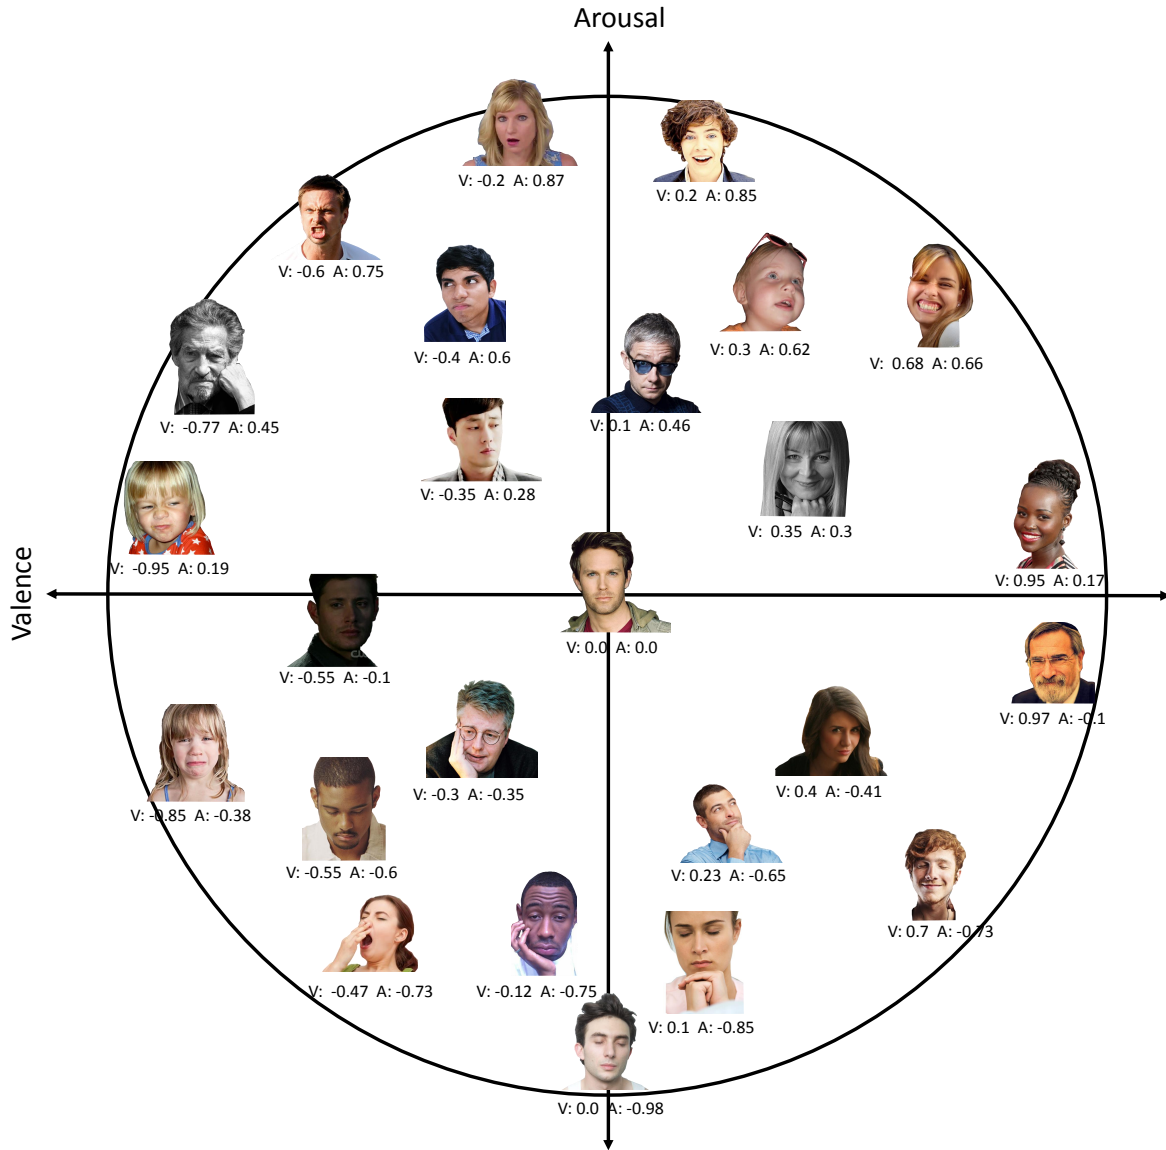 Arousal
V: -0.2 A: 0.87
V: 0.2 A: 0.85
V: -0.6 A: 0.75
V: 0.3 A: 0.62
V: -0.4 A: 0.6
V: 0.68 A: 0.66
V: -0.77 A: 0.45
V: 0.1 A: 0.46
V: -0.35 A: 0.28
V: 0.35 A: 0.3
V: -0.95 A: 0.19
V: 0.95 A: 0.17
Valence
V: 0.0 A: 0.0
V: -0.55 A: -0.1
V: 0.97 A: -0.1
V: -0.3 A: -0.35
V: 0.4 A: -0.41
V: -0.85 A: -0.38
V: -0.55 A: -0.6
V: 0.23 A: -0.65
V: 0.7 A: -0.73
V: -0.47 A: -0.73
V: -0.12 A: -0.75
V: 0.1 A: -0.85
V: 0.0 A: -0.98